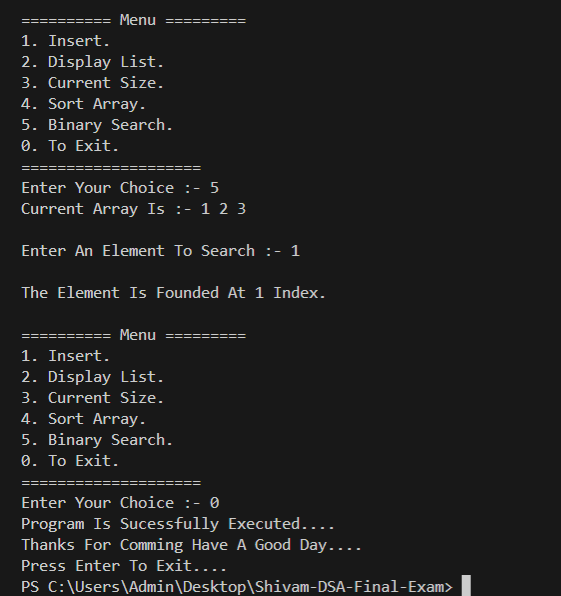 ========== Menu =========
1. Insert.
2. Display List.
3. Current Size.
4. Sort Array.
5. Binary Search.
0. To Exit.
====================
Enter Your Choice :- 5
Current Array Is :- 1 2 3
Enter An Element To Search :- 1
The Element Is Founded At 1 Index.
========== Menu =========
1. Insert.
2. Display List.
3. Current Size.
4. Sort Array.
5. Binary Search.
0. To Exit.
====================
Enter Your Choice :- 0
Program Is Sucessfully Executed....
Thanks For Comming Have A Good Day....
Press Enter To Exit....
PS C:\Users\Admin\Desktop\Shivam-DSA-Final-Exam>